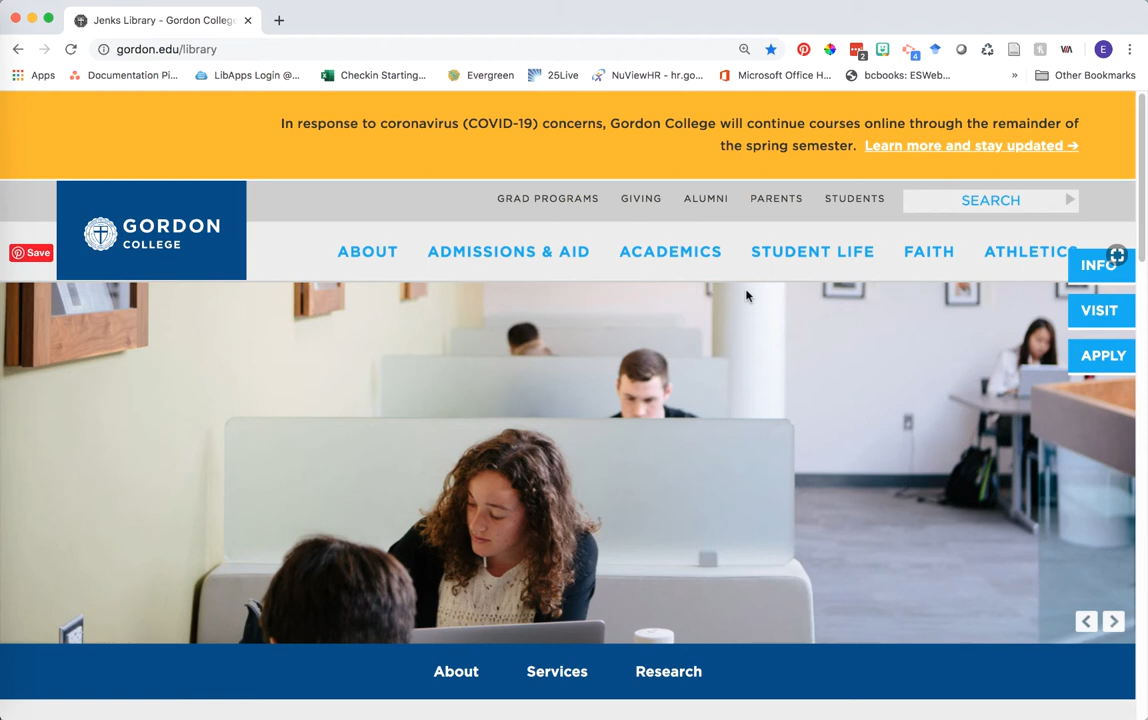 Jenks Library - Gordon Colleg
gordon.edu/library
2
4
E
Apps
Documentation Pi...
LibApps Login @...
Checkin Starting...
Evergreen
25Live
NuViewHR - hr.go...
Microsoft Office H...
bcbooks: ESWeb...
»
Other Bookmarks
In response to coronavirus (COVID-19) concerns, Gordon College will continue courses online through the remainder of
the spring semester. Learn more and stay updated →
GRAD PROGRAMS
GIVING
ALUMNI
PARENTS
STUDENTS
SEARCH
GORDON
COLLEGE
Save
ABOUT
ADMISSIONS & AID
ACADEMICS
STUDENT LIFE
FAITH
ATHLETICS
INFO
VISIT
APPLY
About
Services
Research